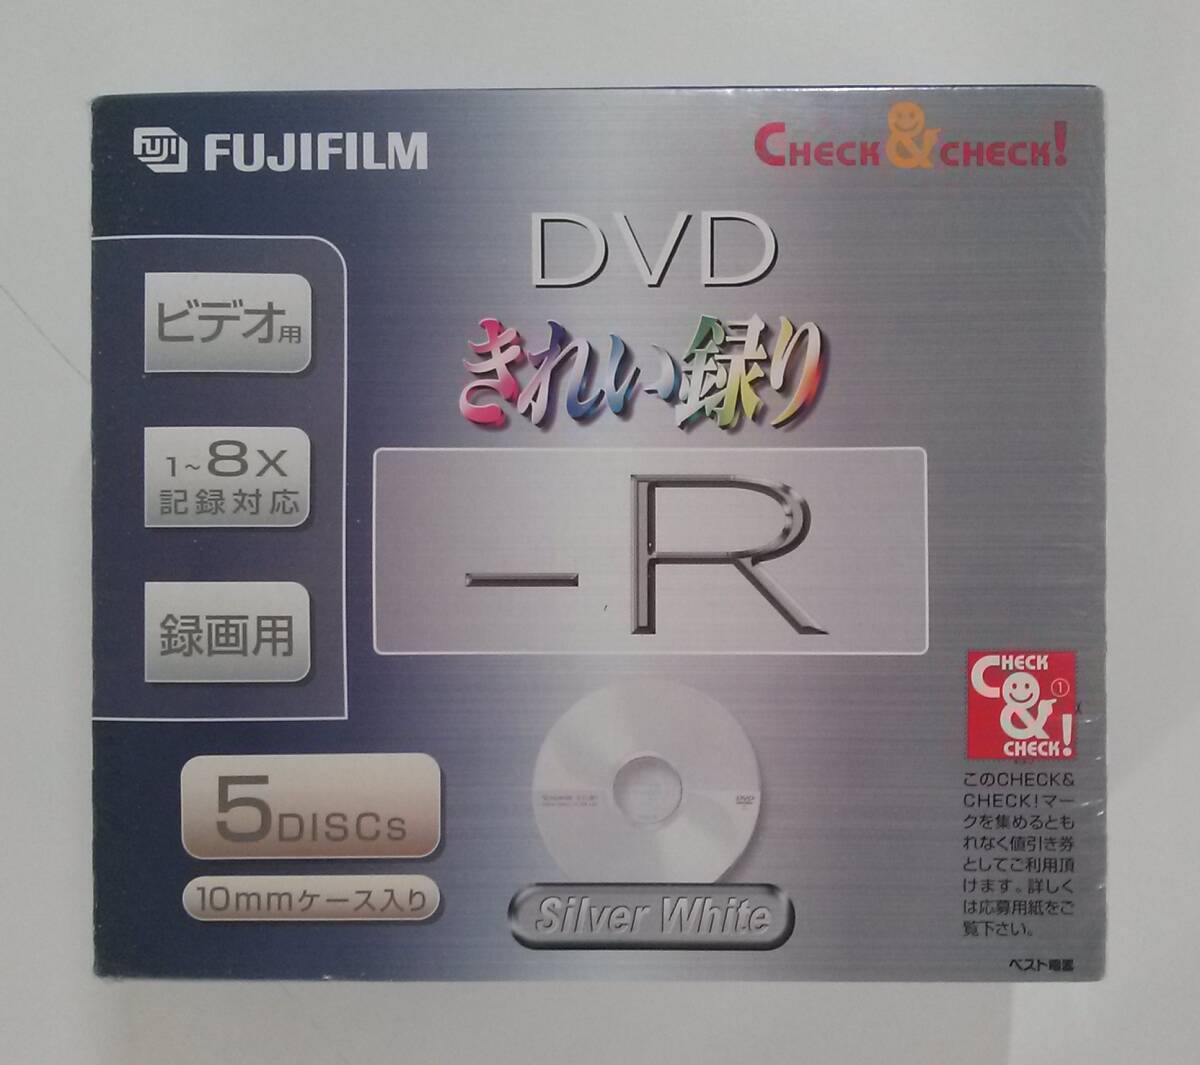 FUJI FUJIFILM
CHECK & CHECK!
DVD
きれい録り
-R
ビデオ用
1~8X
記録対応
録画用
5DISCs
10mmケース入り
Silver White
CHECK
& ①
CHECK!
このCHECK&
CHECK!マー
クを集めるとも
れなく値引き券
としてご利用頂
けます。詳しく
は応募用紙をご
覧下さい。
ベスト電器
DVD